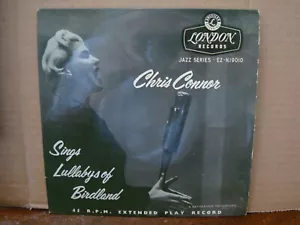 LONDON
RECORDS
JAZZ SERIES · EZ-N19010
Chris Connor
Sings
Lullabys of
Birdland
45 R.P.M. EXTENDED PLAY RECORD